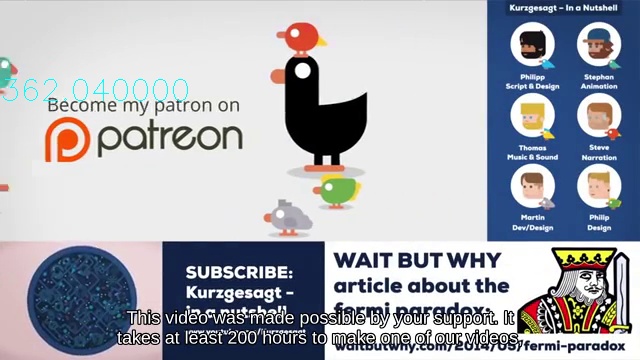 Kurzgesagt – In a Nutshell
362.040000
Become my patron on
patreon
Philipp
Script & Design
Stephan
Animation
Thomas
Music & Sound
Steve
Narration
Martin
Dev/Design
Philip
Design
SUBSCRIBE:
Kurzgesagt –
In a nutshell
WAIT BUT WHY
article about the
fermi paradox:
waitbutwhy.com/2014/05/fermi-paradox
This video was made possible by your support. It
takes at least 200 hours to make one of our videos,